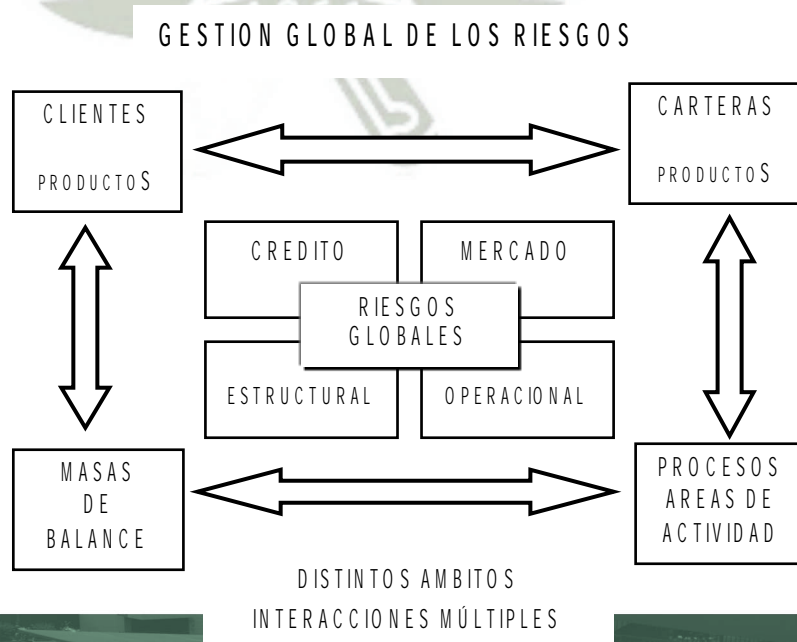 GESTION GLOBAL DE LOS RIESGOS
CLIENTES
PRODUCTOS
CARTERAS
PRODUCTOS
CREDITO
MERCADO
RIESGOS
GLOBALES
ESTRUCTURAL
OPERACIONAL
MASAS
DE
BALANCE
PROCESOS
AREAS DE
ACTIVIDAD
DISTINTOS AMBITOS
INTERACCIONES MÚLTIPLES